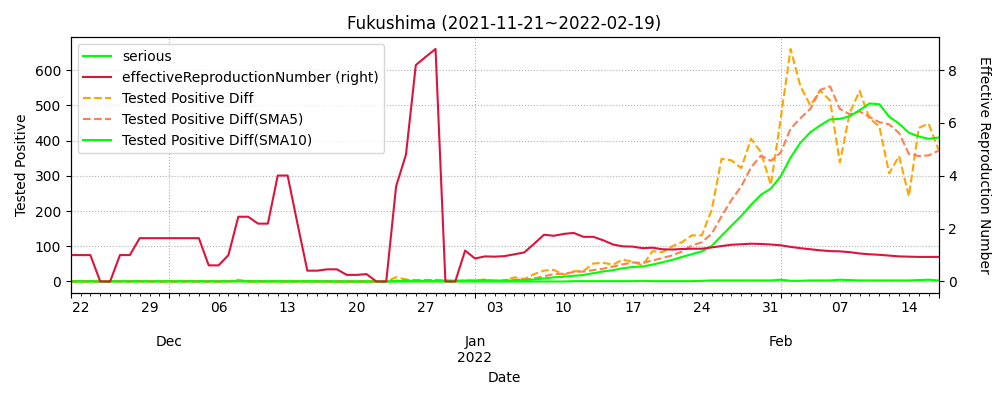 Fukushima (2021-11-21~2022-02-19)
serious
effectiveReproductionNumber (right)
Tested Positive Diff
Tested Positive Diff(SMA5)
Tested Positive Diff(SMA10)
Tested Positive
600
500
400
300
200
100
0
8
6
4
2
0
Effective Reproduction Number
22 29 06 13 20 27 03 10 17 24 31 07 14
Dec Jan Feb
2022
Date